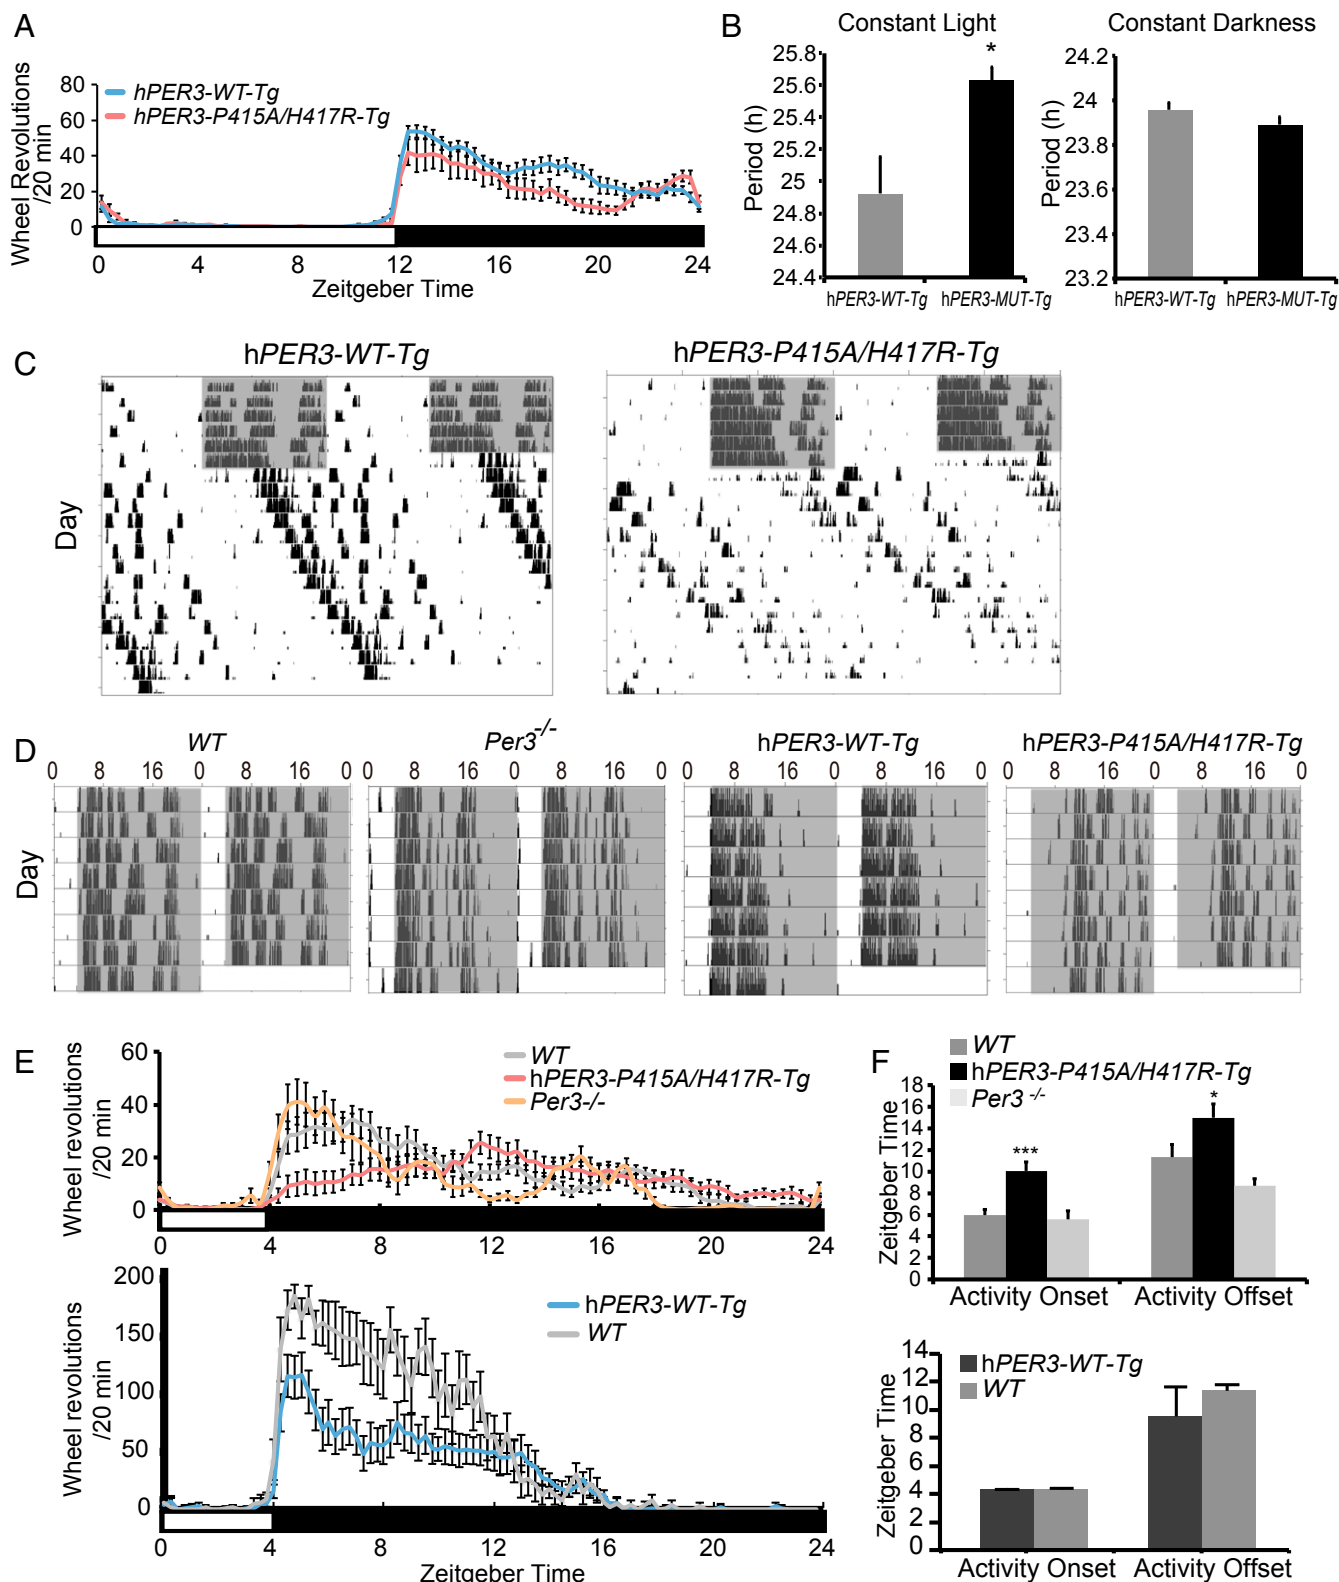 A
Wheel Revolutions
/20 min
80
60
40
20
0
hPER3-WT-Tg
hPER3-P415A/H417R-Tg
0 4 8 12 16 20 24
Zeitgeber Time
B
Constant Light
Period (h)
25.8
25.6
25.4
25.2
25
24.8
24.6
24.4
*
hPER3-WT-Tg hPER3-MUT-Tg
Constant Darkness
Period (h)
24.2
24
23.8
23.6
23.4
23.2
hPER3-WT-Tg hPER3-MUT-Tg
C
hPER3-WT-Tg
hPER3-P415A/H417R-Tg
Day
D
WT
Per3-/-
hPER3-WT-Tg
hPER3-P415A/H417R-Tg
0 8 16 0 8 16 0
0 8 16 0 8 16 0
0 8 16 0 8 16 0
0 8 16 0 8 16 0
Day
E
Wheel revolutions
/20 min
60
40
20
0
WT
hPER3-P415A/H417R-Tg
Per3-/-
0 4 8 12 16 20 24
Wheel revolutions
/20 min
200
150
100
50
0
hPER3-WT-Tg
WT
0 4 8 12 16 20 24
Zeitgeber Time
F
WT
hPER3-P415A/H417R-Tg
Per3 -/-
Zeitgeber Time
18
16
14
12
10
8
6
4
2
0
***
*
Activity Onset Activity Offset
Zeitgeber Time
14
12
10
8
6
4
2
0
hPER3-WT-Tg
WT
Activity Onset Activity Offset